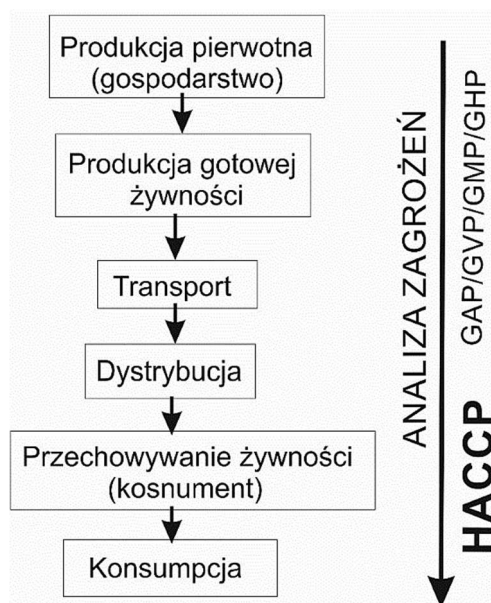 Produkcja pierwotna
(gospodarstwo)
Produkcja gotowej
żywności
Transport
Dystrybucja
Przechowywanie żywności
(kosnument)
Konsumpcja
ANALIZA ZAGROŻEŃ
HACCP GAP/GVP/GMP/GHP